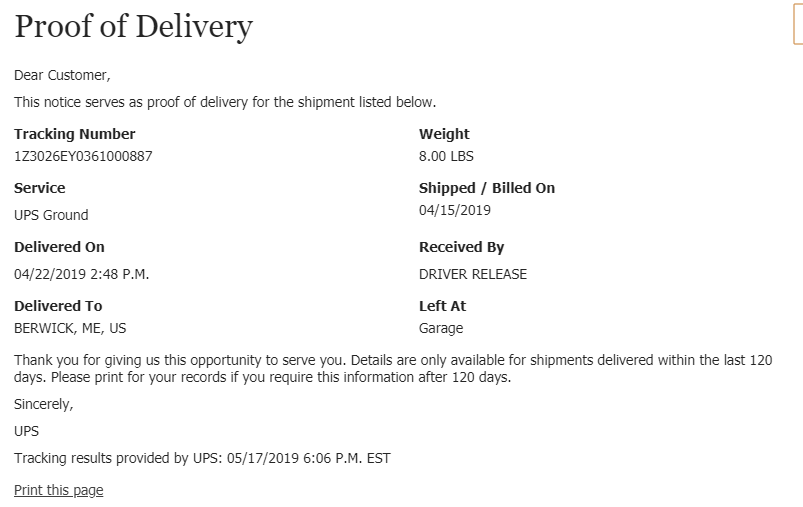 Proof of Delivery
Dear Customer,
This notice serves as proof of delivery for the shipment listed below.
Tracking Number
1Z3026EY0361000887
Weight
8.00 LBS
Service
UPS Ground
Shipped / Billed On
04/15/2019
Delivered On
04/22/2019 2:48 P.M.
Received By
DRIVER RELEASE
Delivered To
BERWICK, ME, US
Left At
Garage
Thank you for giving us this opportunity to serve you. Details are only available for shipments delivered within the last 120
days. Please print for your records if you require this information after 120 days.
Sincerely,
UPS
Tracking results provided by UPS: 05/17/2019 6:06 P.M. EST
Print this page